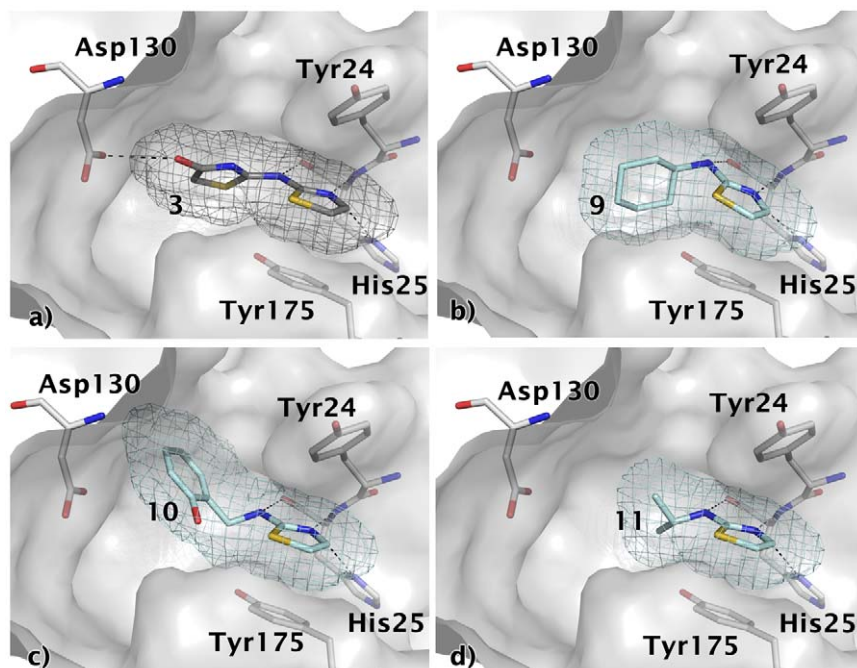 Asp130
Tyr24
3
Tyr175
His25
a)
Asp130
Tyr24
9
Tyr175
His25
b)
Asp130
Tyr24
10
Tyr175
His25
c)
Asp130
Tyr24
11
Tyr175
His25
d)